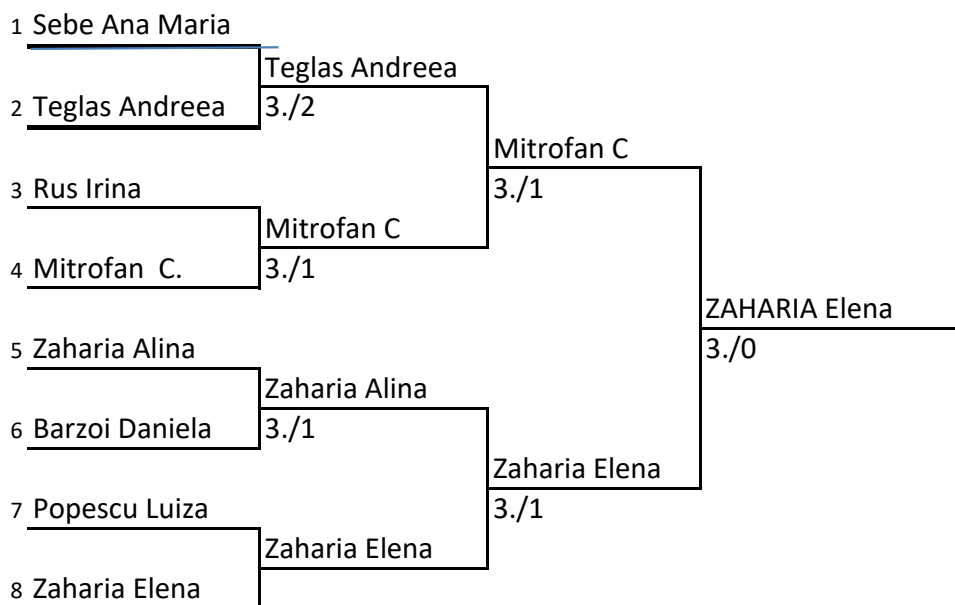 1 Sebe Ana Maria
Teglas Andreea
2 Teglas Andreea 3./2
Mitrofan C
3 Rus Irina 3./1
Mitrofan C
4 Mitrofan C. 3./1
ZAHARIA Elena
5 Zaharia Alina 3./0
Zaharia Alina
6 Barzoi Daniela 3./1
Zaharia Elena
7 Popescu Luiza 3./1
Zaharia Elena
8 Zaharia Elena